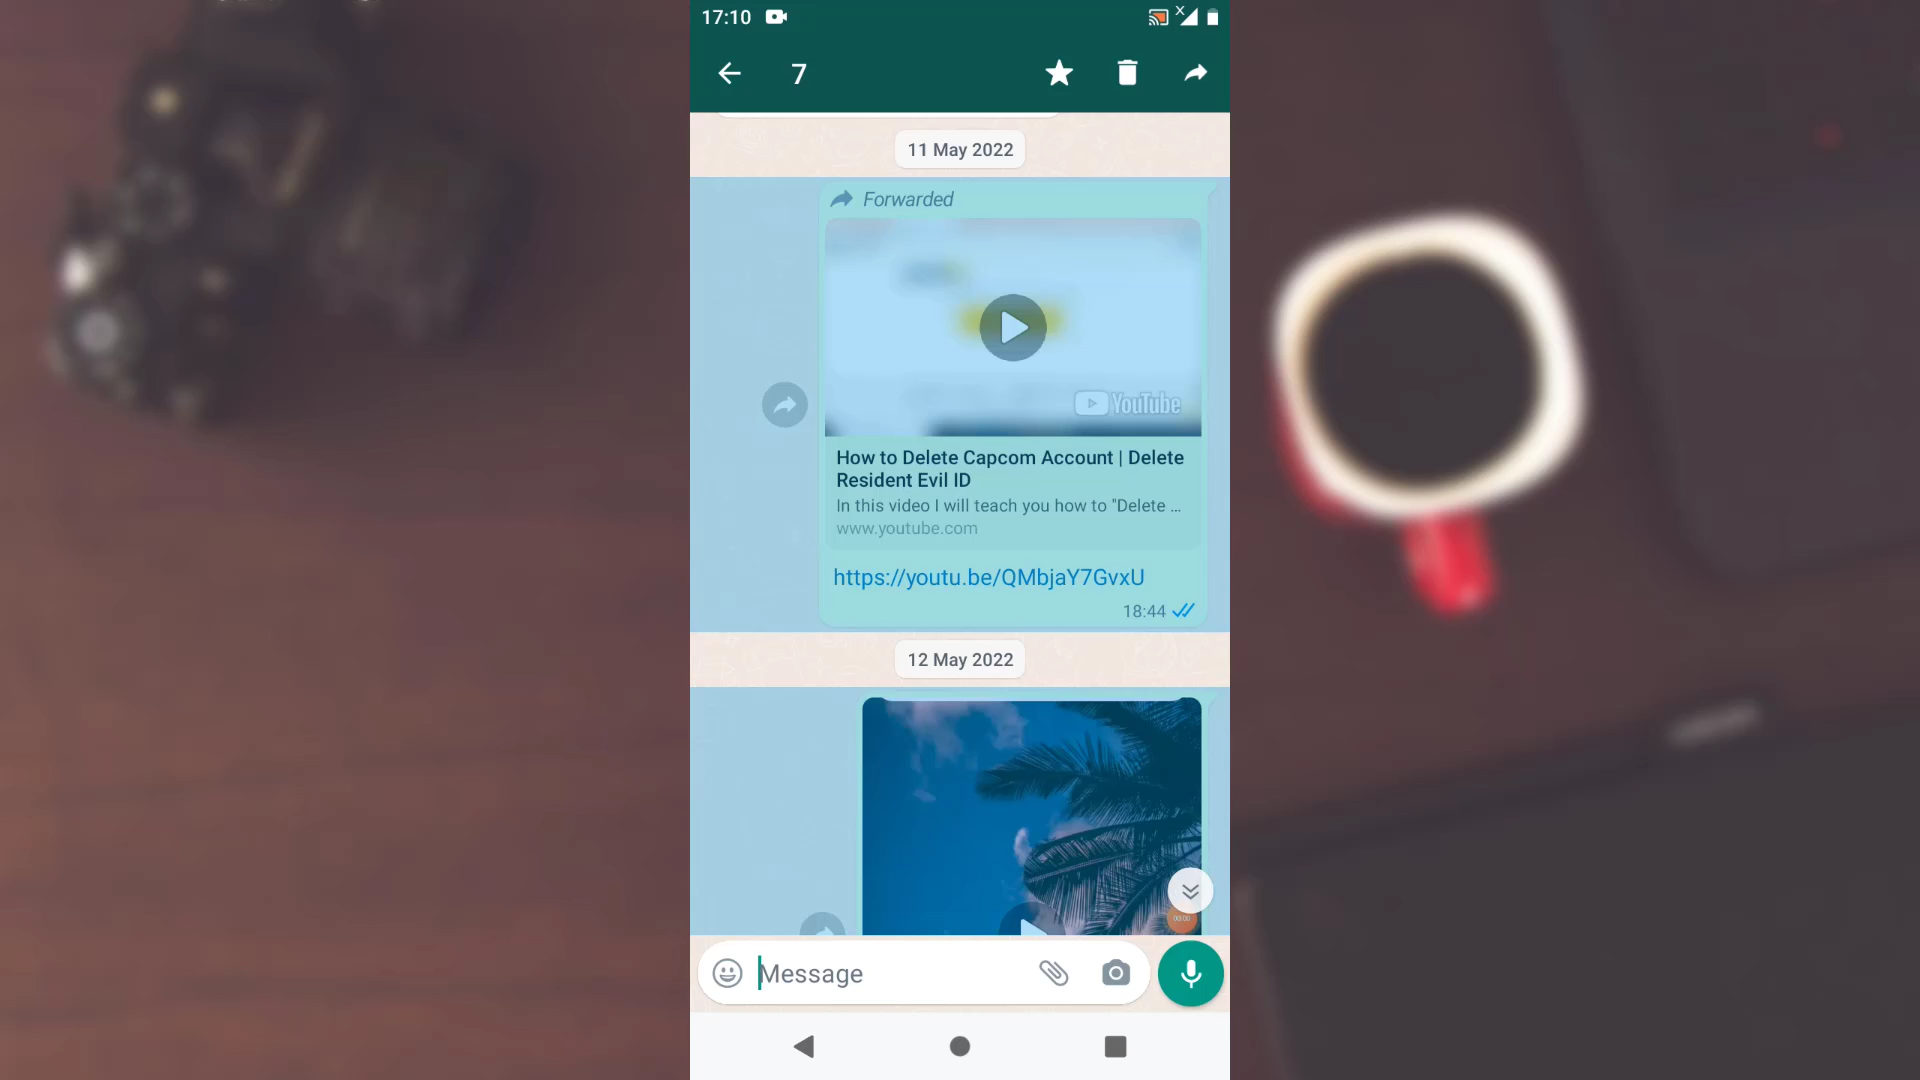 17:10
7
11 May 2022
Forwarded
YouTube
How to Delete Capcom Account | Delete
Resident Evil ID
In this video I will teach you how to "Delete ...
www.youtube.com
https://youtu.be/QMbjaY7GvxU
18:44
12 May 2022
00:00
Message